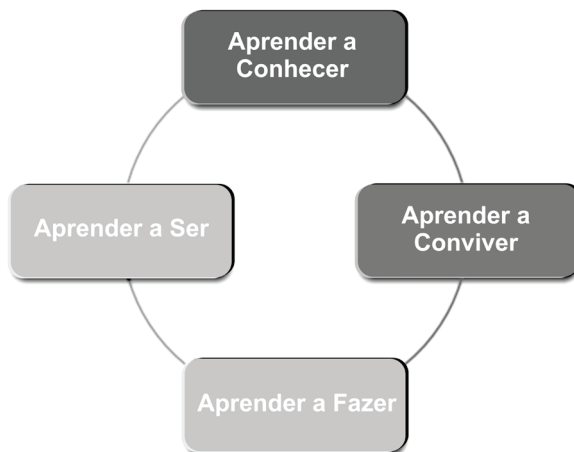 Aprender a
Conhecer
Aprender a Ser
Aprender a
Conviver
Aprender a Fazer